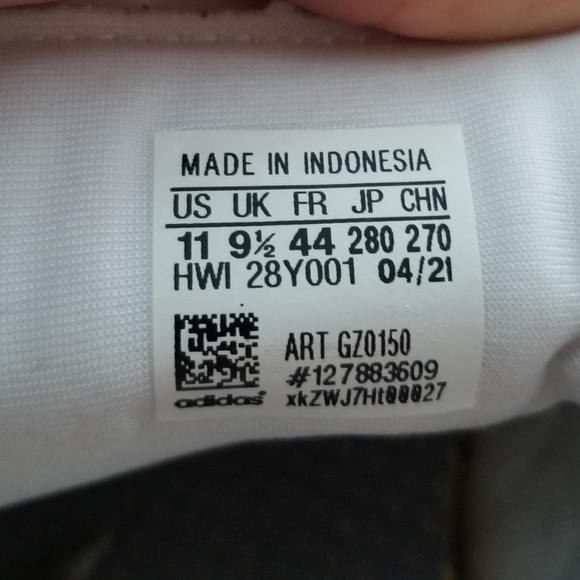 MADE IN INDONESIA
US UK FR JP CHN
11 9½ 44 280 270
HWI 28Y001 04/21
ART GZ0150
#127883609
adidas xkZWJ7Ht00027